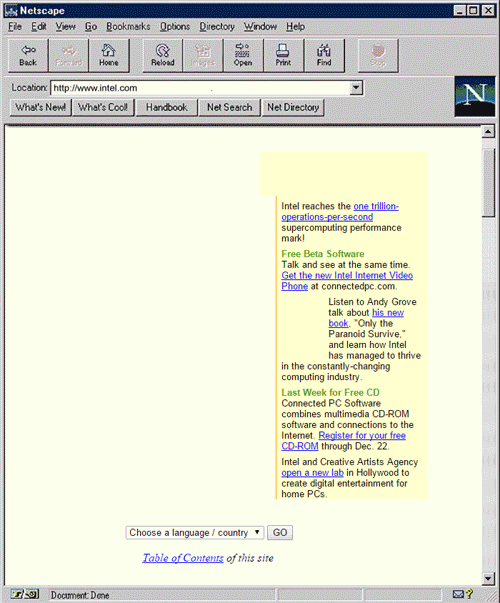 Netscape
File Edit View Go Bookmarks Options Directory Window Help
Back Forward Home Reload Images Open Print Find Stop
Location: http://www.intel.com
N
What's New! What's Cool! Handbook Net Search Net Directory
Intel reaches the one trillion-
operations-per-second
supercomputing performance
mark!
Free Beta Software
Talk and see at the same time.
Get the new Intel Internet Video
Phone at connectedpc.com.
Listen to Andy Grove
talk about his new
book, "Only the
Paranoid Survive,"
and learn how Intel
has managed to thrive
in the constantly-changing
computing industry.
Last Week for Free CD
Connected PC Software
combines multimedia CD-ROM
software and connections to the
Internet. Register for your free
CD-ROM through Dec. 22.
Intel and Creative Artists Agency
open a new lab in Hollywood to
create digital entertainment for
home PCs.
Choose a language / country GO
Table of Contents of this site
Document: Done
?